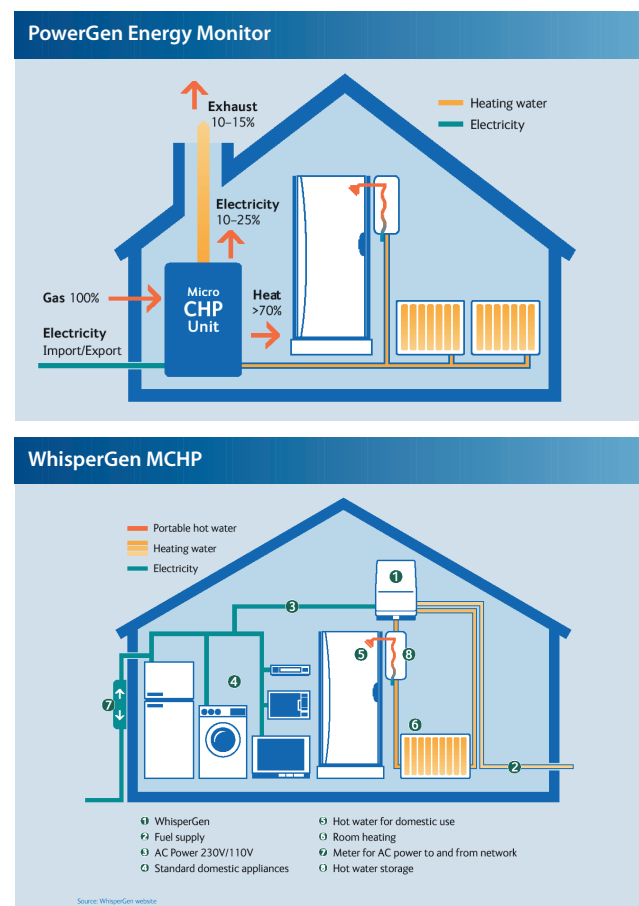 PowerGen Energy Monitor
Exhaust
10–15%
Heating water
Electricity
Electricity
10–25%
Gas 100%
Micro
CHP
Unit
Heat
>70%
Electricity
Import/Export
WhisperGen MCHP
Portable hot water
Heating water
Electricity
1
3
5
8
4
7
6
2
1 WhisperGen
2 Fuel supply
3 AC Power 230V/110V
4 Standard domestic appliances
5 Hot water for domestic use
6 Room heating
7 Meter for AC power to and from network
8 Hot water storage
Source: WhisperGen website